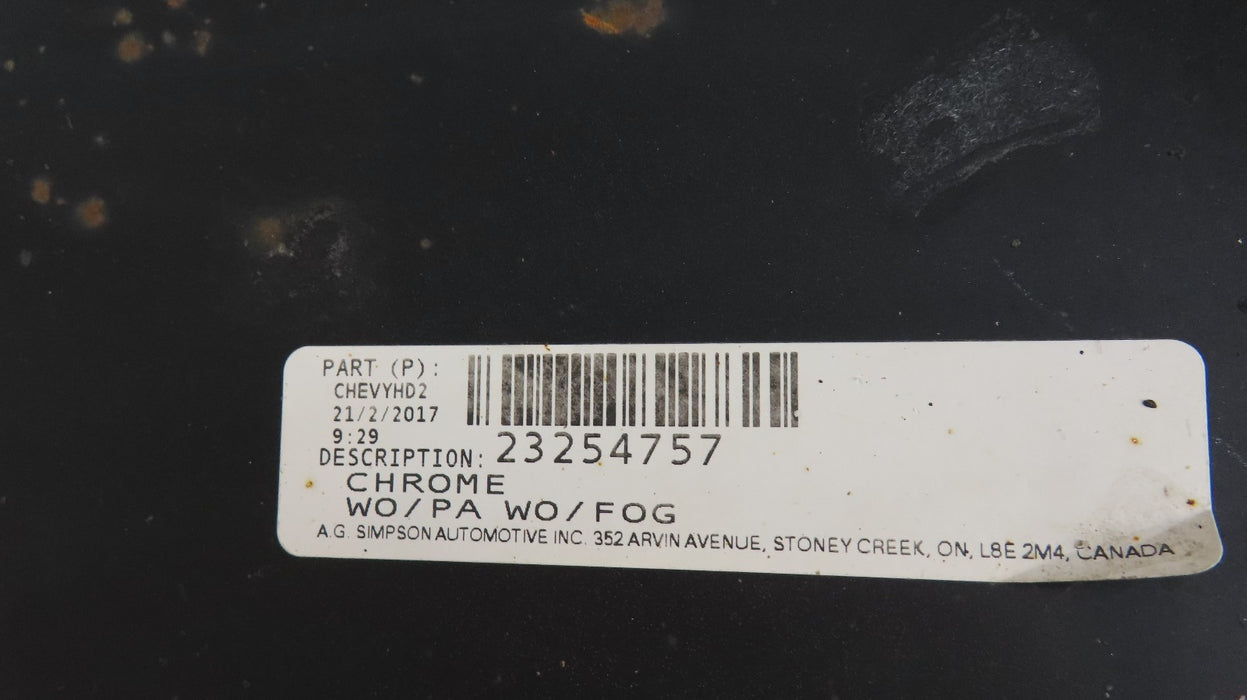 PART (P):
CHEVYHD2
21/2/2017
9:29
23254757
DESCRIPTION:
CHROME
WO/PA WO/FOG
A.G. SIMPSON AUTOMOTIVE INC. 352 ARVIN AVENUE, STONEY CREEK, ON, L8E 2M4, CANADA